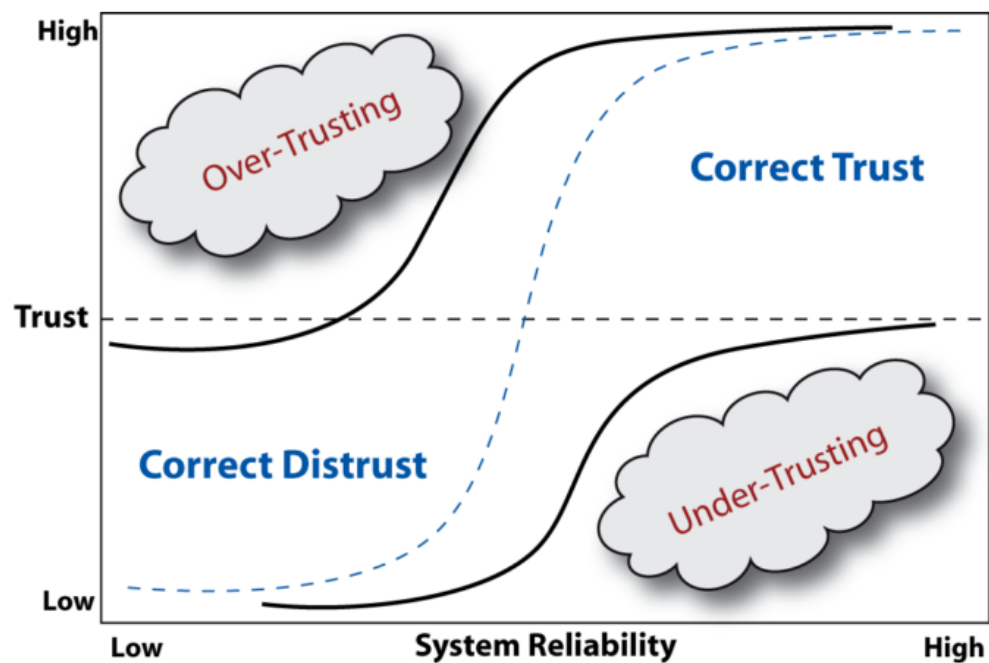 High
Over-Trusting
Correct Trust
Trust
Correct Distrust
Under-Trusting
Low
Low
System Reliability
High